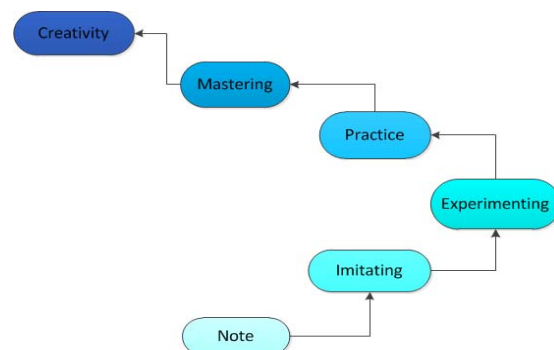 Creativity
Mastering
Practice
Experimenting
Imitating
Note